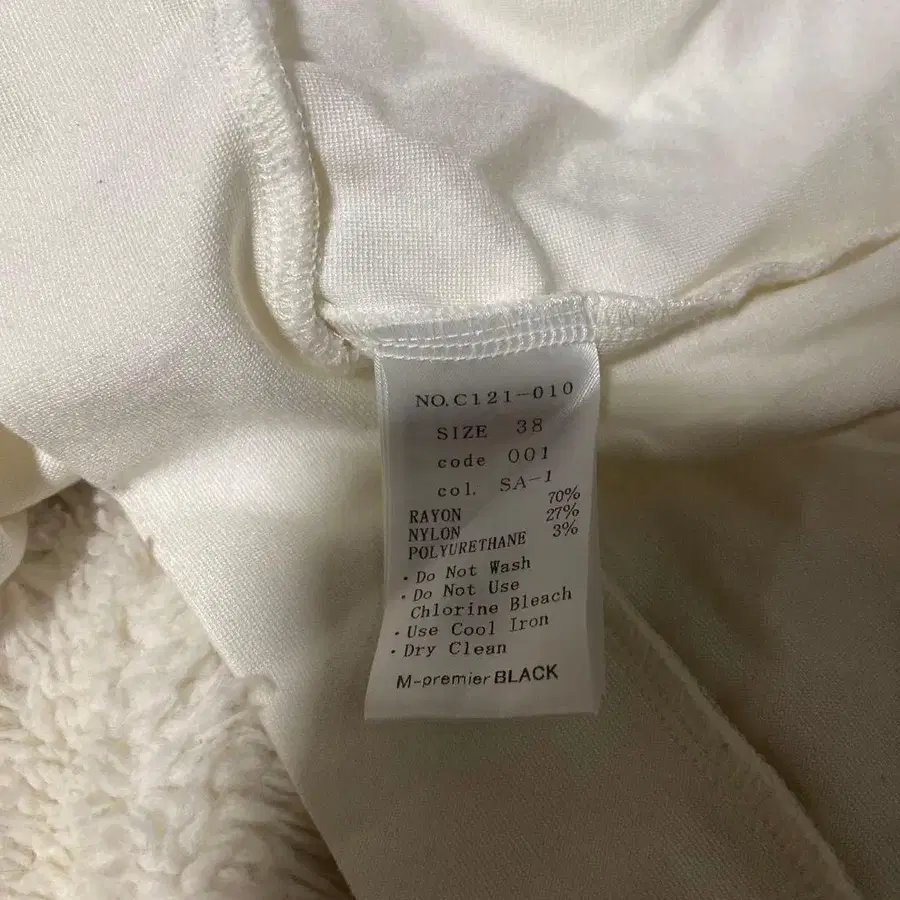 NO.C121-010
SIZE 38
code 001
col. SA-1
RAYON 70%
NYLON 27%
POLYURETHANE 3%
・Do Not Wash
・Do Not Use
Chlorine Bleach
・Use Cool Iron
・Dry Clean
M-premier BLACK